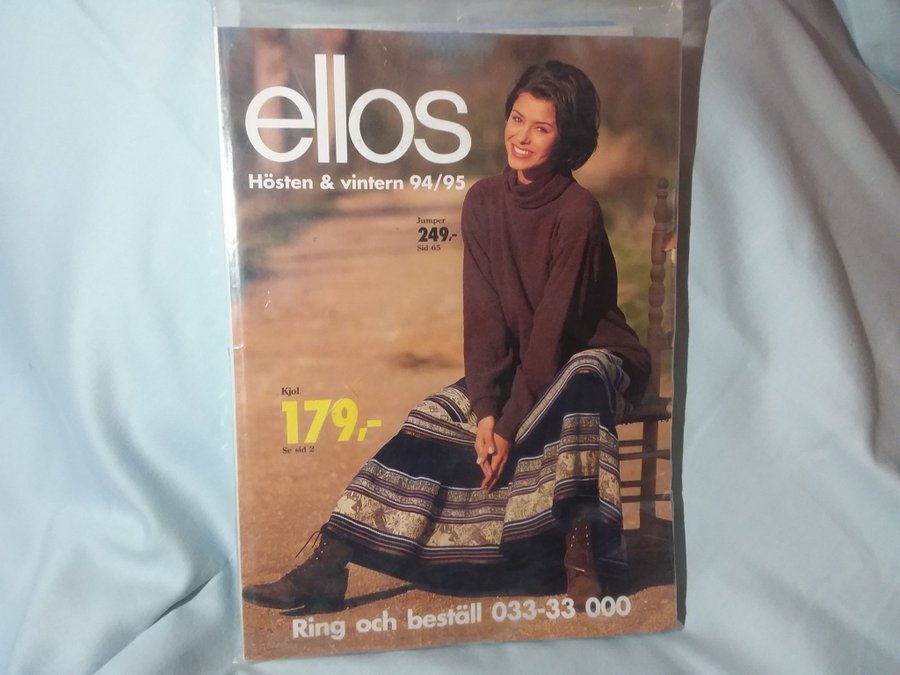 ellos
Hösten & vintern 94/95
Jumper
249,-
Sid 65
Kjol
179,-
Se sid 2
Ring och beställ 033-33 000